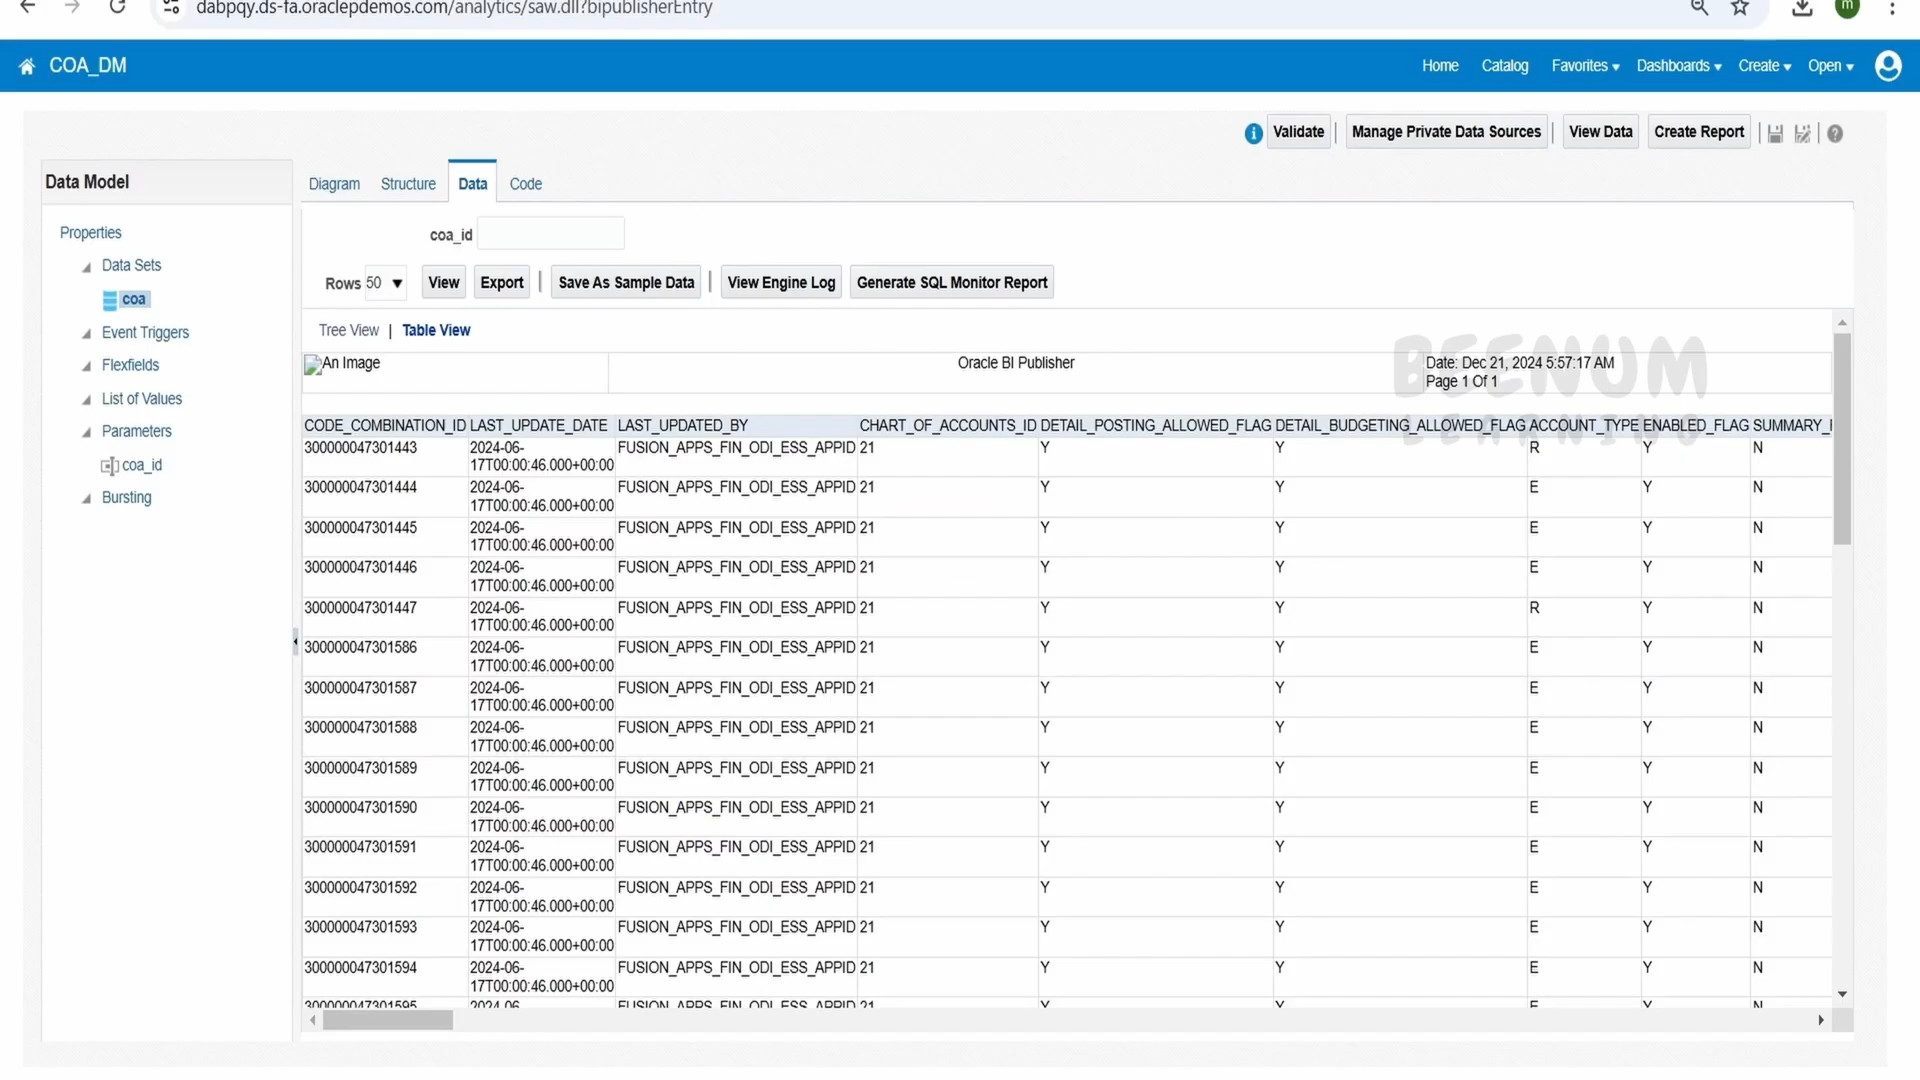 dabpqy.ds-fa.oraclepdemos.com/analytics/saw.dll?bipublisherEntry
m
COA_DM
Home Catalog Favorites Dashboards Create Open
Validate | Manage Private Data Sources | View Data Create Report
Data Model
Diagram Structure Data Code
Properties
Data Sets
coa
Event Triggers
Flexfields
List of Values
Parameters
coa_id
Bursting
coa_id
Rows 50 View Export | Save As Sample Data | View Engine Log Generate SQL Monitor Report
Tree View | Table View
BEENUM
LEARNING
An Image Oracle BI Publisher Date: Dec 21, 2024 5:57:17 AM
Page 1 Of 1
CODE_COMBINATION_ID LAST_UPDATE_DATE LAST_UPDATED_BY CHART_OF_ACCOUNTS_ID DETAIL_POSTING_ALLOWED_FLAG DETAIL_BUDGETING_ALLOWED_FLAG ACCOUNT_TYPE ENABLED_FLAG SUMMARY_
300000047301443 2024-06- FUSION_APPS_FIN_ODI_ESS_APPID 21 Y Y R Y N
17T00:00:46.000+00:00
300000047301444 2024-06- FUSION_APPS_FIN_ODI_ESS_APPID 21 Y Y E Y N
17T00:00:46.000+00:00
300000047301445 2024-06- FUSION_APPS_FIN_ODI_ESS_APPID 21 Y Y E Y N
17T00:00:46.000+00:00
300000047301446 2024-06- FUSION_APPS_FIN_ODI_ESS_APPID 21 Y Y E Y N
17T00:00:46.000+00:00
300000047301447 2024-06- FUSION_APPS_FIN_ODI_ESS_APPID 21 Y Y R Y N
17T00:00:46.000+00:00
300000047301586 2024-06- FUSION_APPS_FIN_ODI_ESS_APPID 21 Y Y E Y N
17T00:00:46.000+00:00
300000047301587 2024-06- FUSION_APPS_FIN_ODI_ESS_APPID 21 Y Y E Y N
17T00:00:46.000+00:00
300000047301588 2024-06- FUSION_APPS_FIN_ODI_ESS_APPID 21 Y Y E Y N
17T00:00:46.000+00:00
300000047301589 2024-06- FUSION_APPS_FIN_ODI_ESS_APPID 21 Y Y E Y N
17T00:00:46.000+00:00
300000047301590 2024-06- FUSION_APPS_FIN_ODI_ESS_APPID 21 Y Y E Y N
17T00:00:46.000+00:00
300000047301591 2024-06- FUSION_APPS_FIN_ODI_ESS_APPID 21 Y Y E Y N
17T00:00:46.000+00:00
300000047301592 2024-06- FUSION_APPS_FIN_ODI_ESS_APPID 21 Y Y E Y N
17T00:00:46.000+00:00
300000047301593 2024-06- FUSION_APPS_FIN_ODI_ESS_APPID 21 Y Y E Y N
17T00:00:46.000+00:00
300000047301594 2024-06- FUSION_APPS_FIN_ODI_ESS_APPID 21 Y Y E Y N
17T00:00:46.000+00:00
300000047301595 2024-06- FUSION_APPS_FIN_ODI_ESS_APPID 21 Y Y E Y N